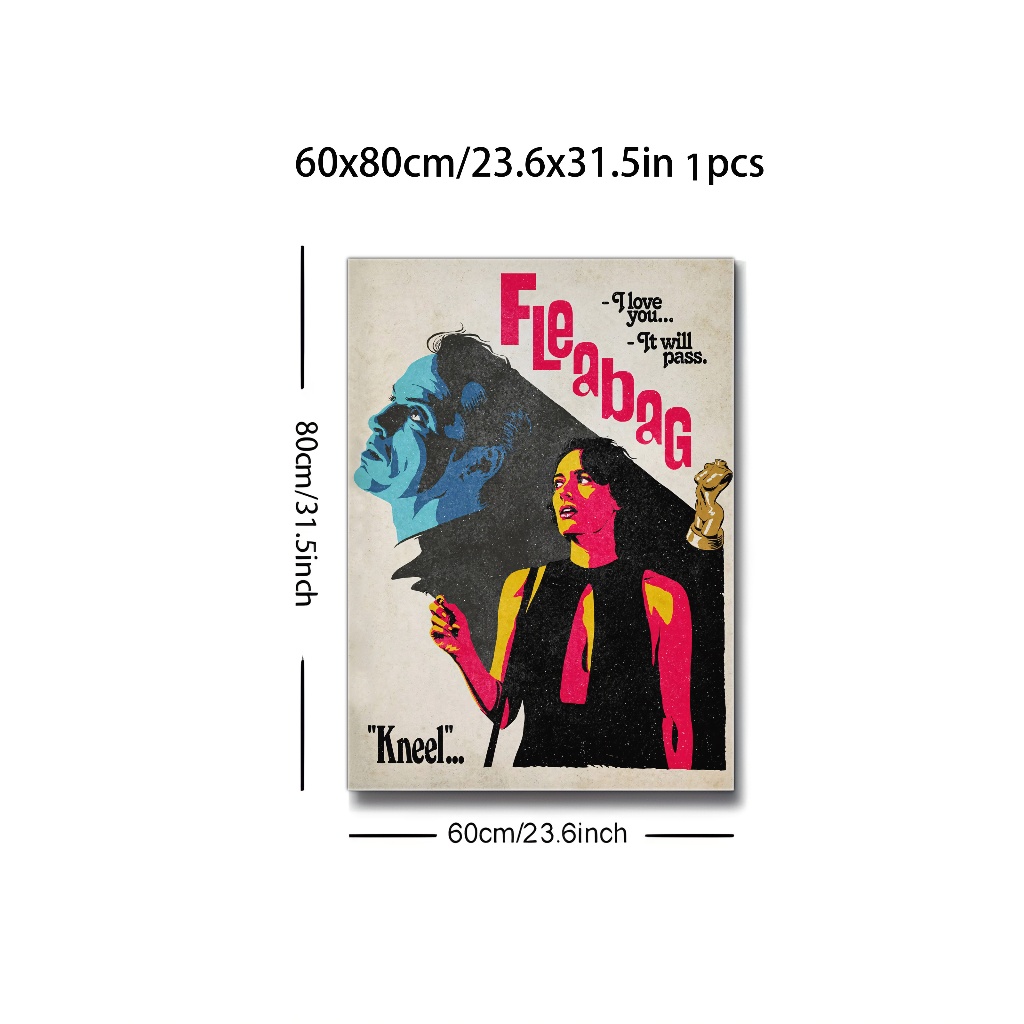 60x80cm/23.6x31.5in 1pcs
FLeabaG
- I love
you...
- It will
pass.
80cm/31.5inch
"Kneel"...
60cm/23.6inch